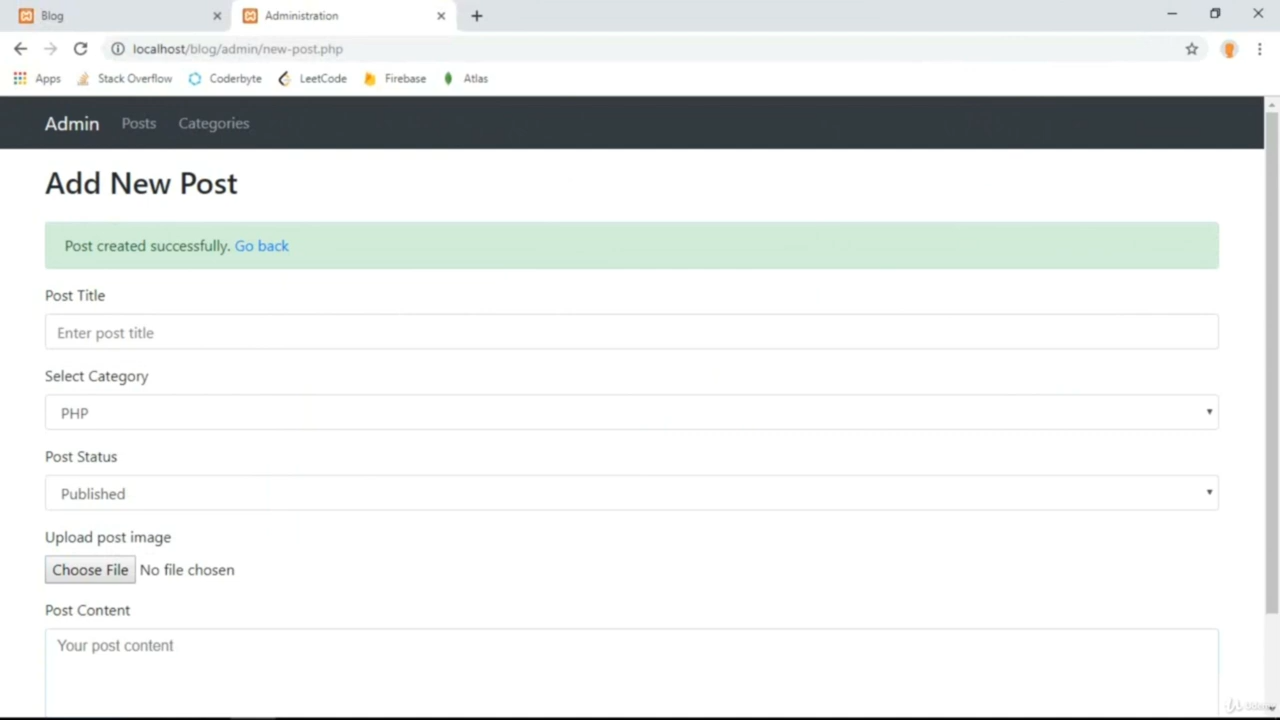 Blog
Administration
localhost/blog/admin/new-post.php
Apps Stack Overflow Coderbyte LeetCode Firebase Atlas
Admin Posts Categories
Add New Post
Post created successfully. Go back
Post Title
Enter post title
Select Category
PHP
Post Status
Published
Upload post image
Choose File No file chosen
Post Content
Your post content